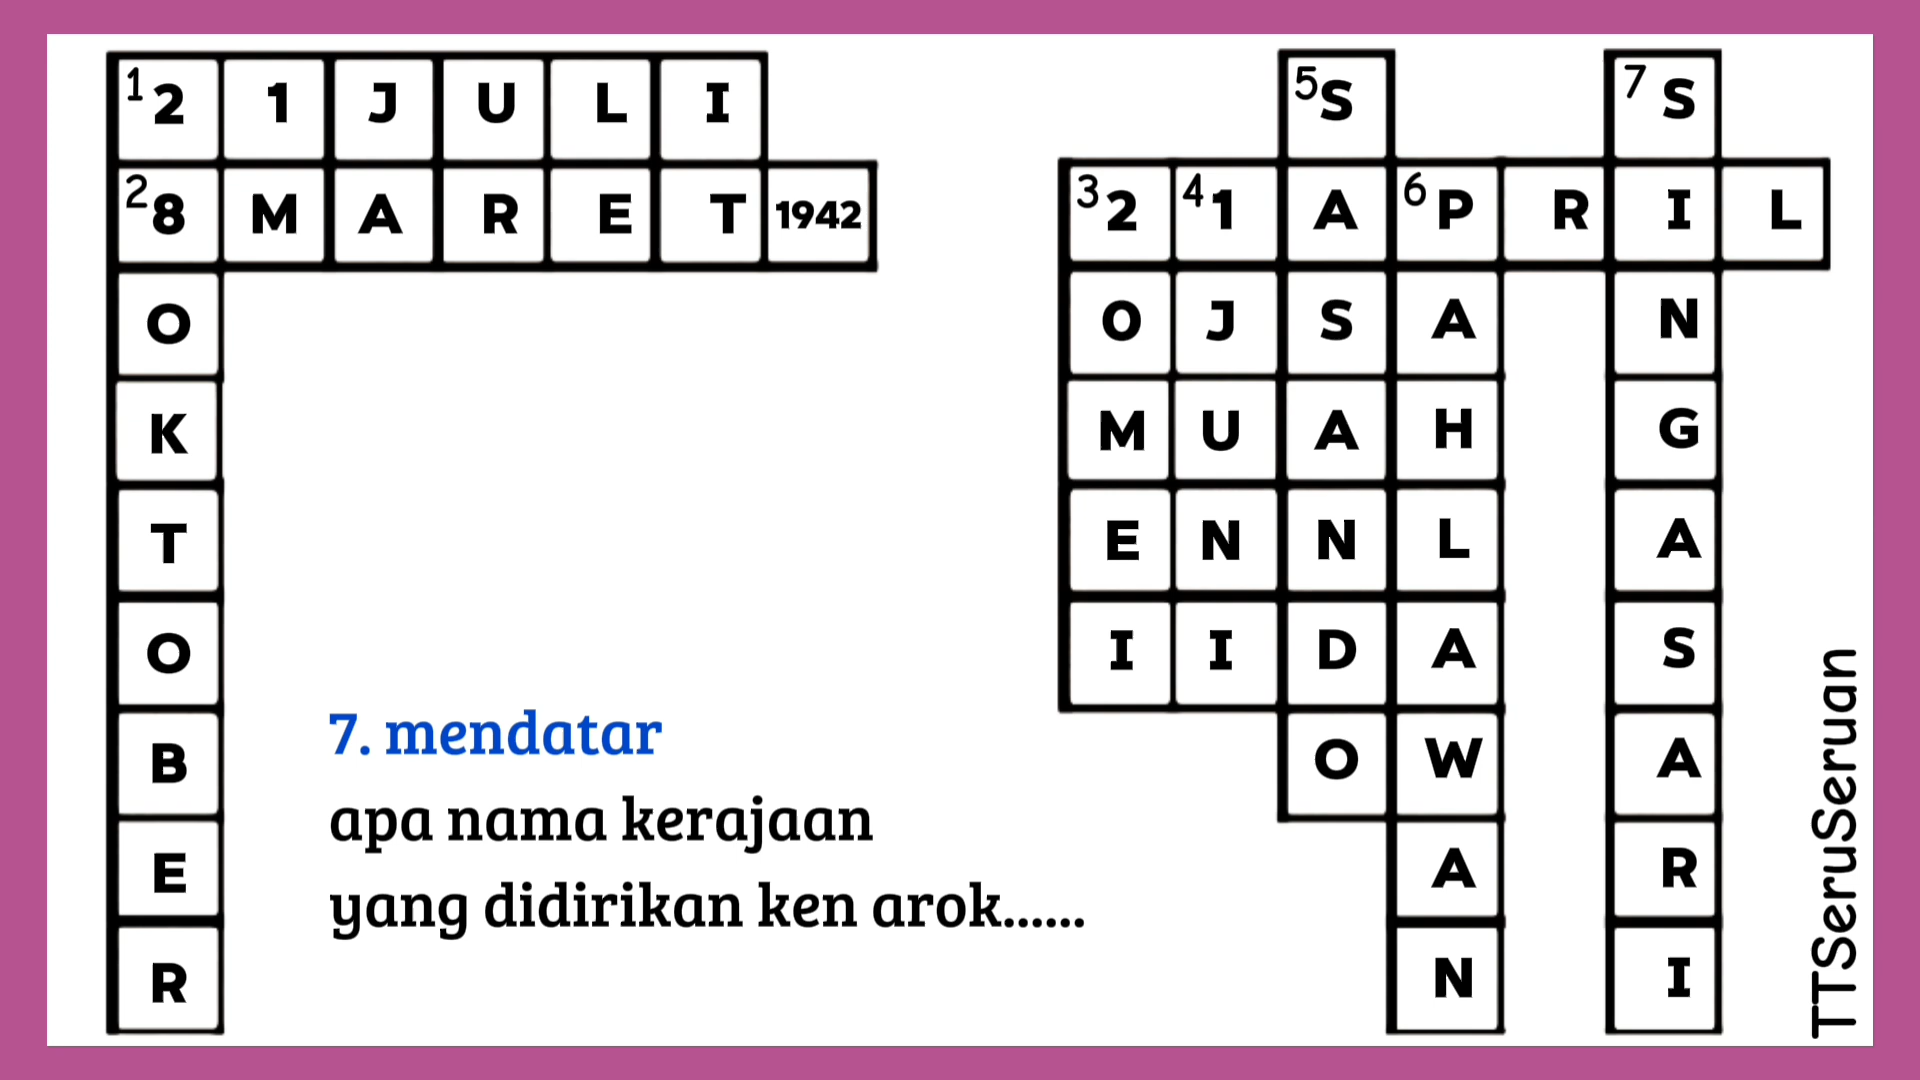 1 2 1 J U L I
2 8 M A R E T 1942
O
K
T
O
B
E
R
5 S 7 S
3 2 4 1 A 6 P R I L
O J S A N
M U A H G
E N N L A
I I D A S
O W A
A R
N I
7. mendatar
apa nama kerajaan
yang didirikan ken arok......
TTSeruSeruan